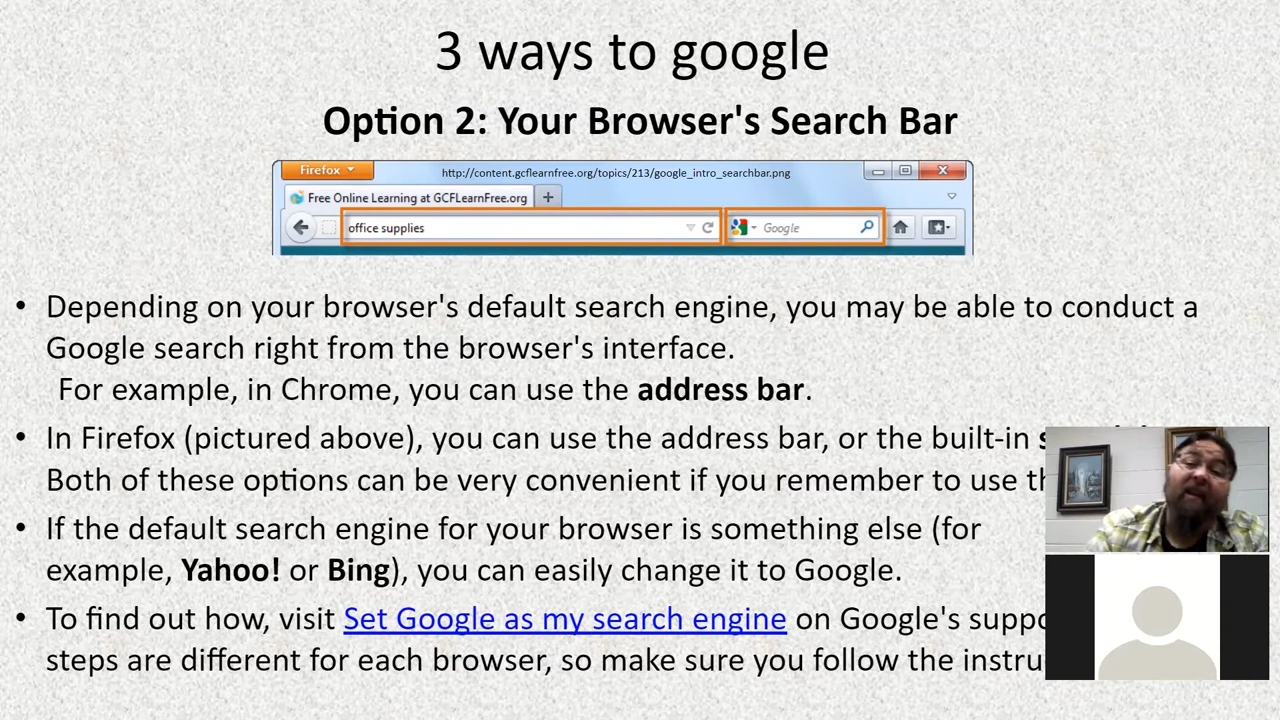 3 ways to google
Option 2: Your Browser's Search Bar
Firefox
http://content.gcflearnfree.org/topics/213/google_intro_searchbar.png
Free Online Learning at GCFLearnFree.org
office supplies
Google
• Depending on your browser's default search engine, you may be able to conduct a
Google search right from the browser's interface.
For example, in Chrome, you can use the address bar.
• In Firefox (pictured above), you can use the address bar, or the built-in
Both of these options can be very convenient if you remember to use
• If the default search engine for your browser is something else (for
example, Yahoo! or Bing), you can easily change it to Google.
• To find out how, visit Set Google as my search engine on Google's
steps are different for each browser, so make sure you follow the